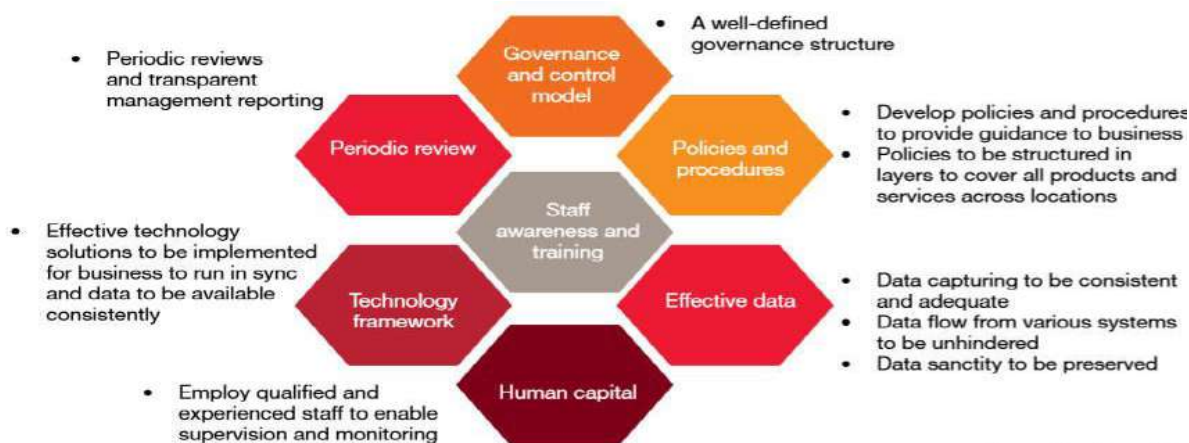 Governance
and control
model
• A well-defined
governance structure
• Periodic reviews
and transparent
management reporting
Periodic review
Policies and
procedures
• Develop policies and procedures
to provide guidance to business
• Policies to be structured in
layers to cover all products and
services across locations
Staff
awareness and
training
• Effective technology
solutions to be implemented
for business to run in sync
and data to be available
consistently
Technology
framework
Effective data
• Data capturing to be consistent
and adequate
• Data flow from various systems
to be unhindered
• Data sanctity to be preserved
Human capital
• Employ qualified and
experienced staff to enable
supervision and monitoring